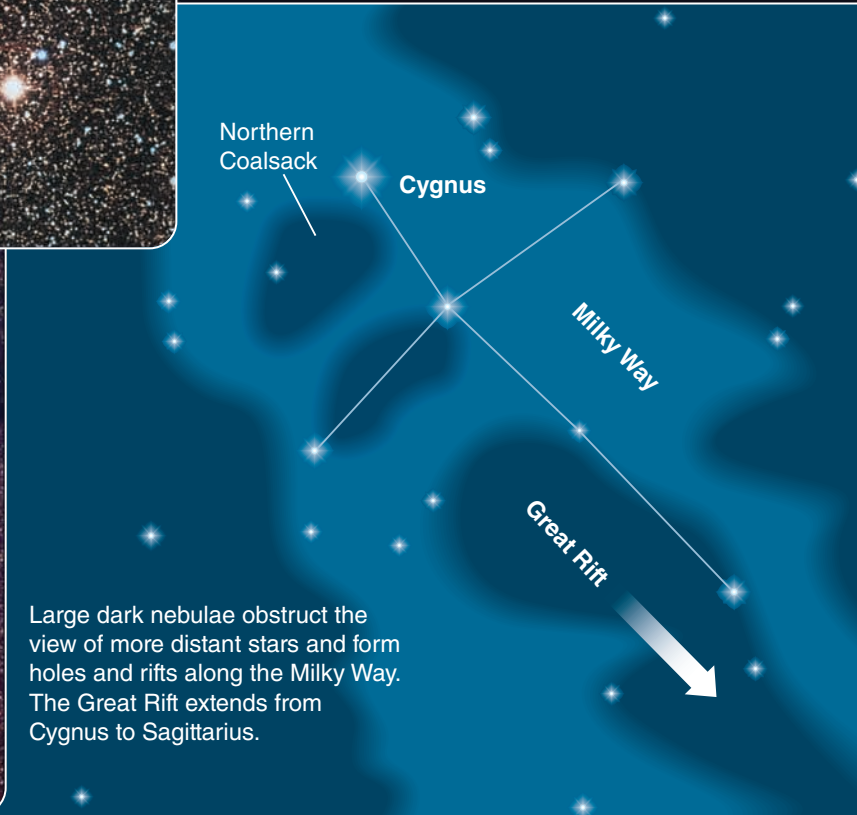 Northern
Coalsack
Cygnus
Milky Way
Great Rift
Large dark nebulae obstruct the
view of more distant stars and form
holes and rifts along the Milky Way.
The Great Rift extends from
Cygnus to Sagittarius.